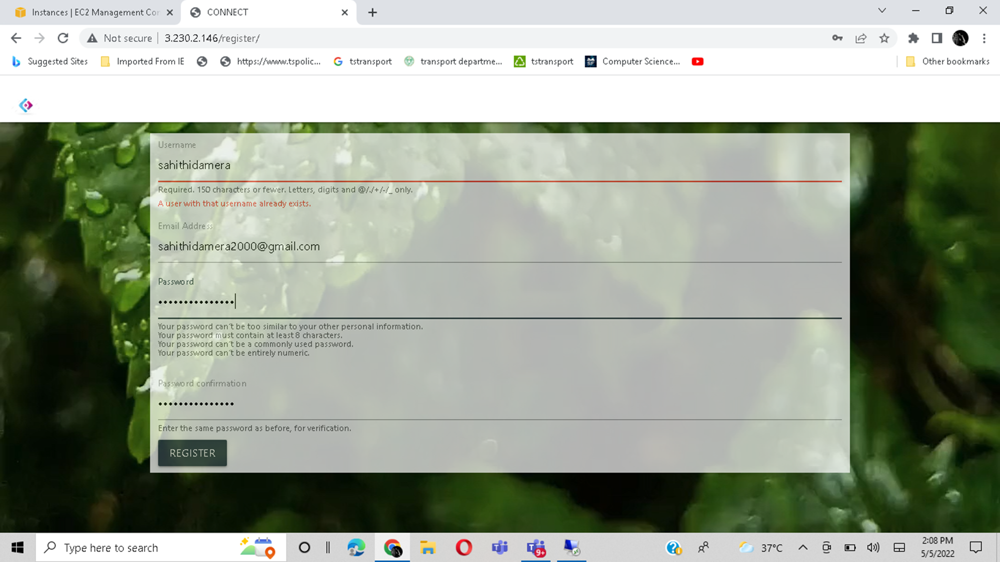 Instances | EC2 Management Con
CONNECT
Not secure | 3.230.2.146/register/
Suggested Sites
Imported From IE
https://www.tspolic...
tstransport
transport departme...
tstransport
Computer Science...
Other bookmarks
Username
sahithidamera
Required. 150 characters or fewer. Letters, digits and @/./+/-/_ only.
A user with that username already exists.
Email Address
sahithidamera2000@gmail.com
Password
•••••••••••••••
Your password can't be too similar to your other personal information.
Your password must contain at least 8 characters.
Your password can't be a commonly used password.
Your password can't be entirely numeric.
Password confirmation
•••••••••••••••
Enter the same password as before, for verification.
REGISTER
Type here to search
9+
37°C
2:08 PM
5/5/2022